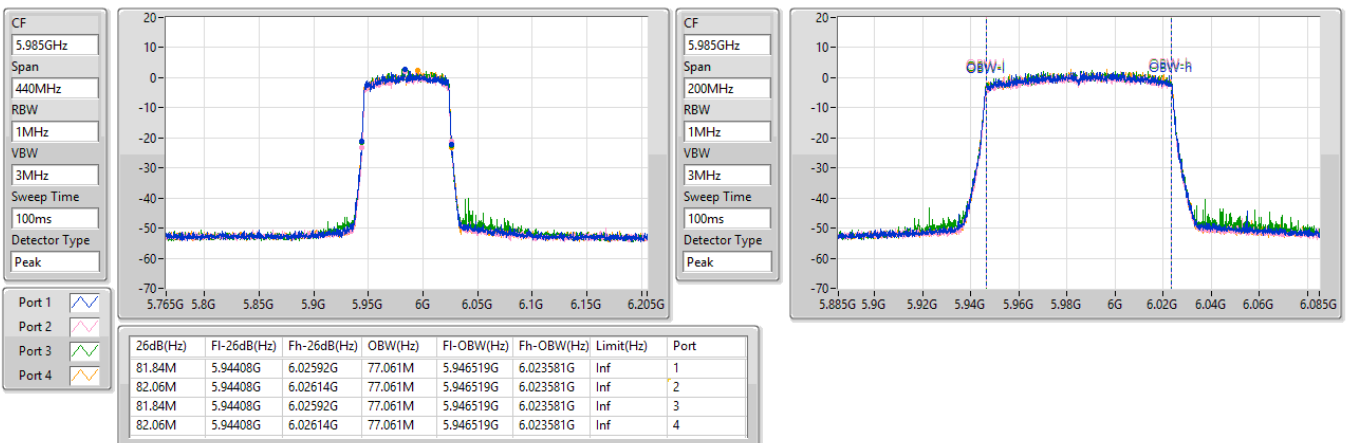 CF
5.985GHz
Span
440MHz
RBW
1MHz
VBW
3MHz
Sweep Time
100ms
Detector Type
Peak
20
10
0
-10
-20
-30
-40
-50
-60
-70
5.765G 5.8G 5.85G 5.9G 5.95G 6G 6.05G 6.1G 6.15G 6.205G
CF
5.985GHz
Span
200MHz
RBW
1MHz
VBW
3MHz
Sweep Time
100ms
Detector Type
Peak
20
10
0
-10
-20
-30
-40
-50
-60
-70
OBW-l OBW-h
5.885G 5.9G 5.92G 5.94G 5.96G 5.98G 6G 6.02G 6.04G 6.06G 6.085G
Port 1
Port 2
Port 3
Port 4
26dB(Hz) Fl-26dB(Hz) Fh-26dB(Hz) OBW(Hz) Fl-OBW(Hz) Fh-OBW(Hz) Limit(Hz) Port
81.84M 5.94408G 6.02592G 77.061M 5.946519G 6.023581G Inf 1
82.06M 5.94408G 6.02614G 77.061M 5.946519G 6.023581G Inf 2
81.84M 5.94408G 6.02592G 77.061M 5.946519G 6.023581G Inf 3
82.06M 5.94408G 6.02614G 77.061M 5.946519G 6.023581G Inf 4